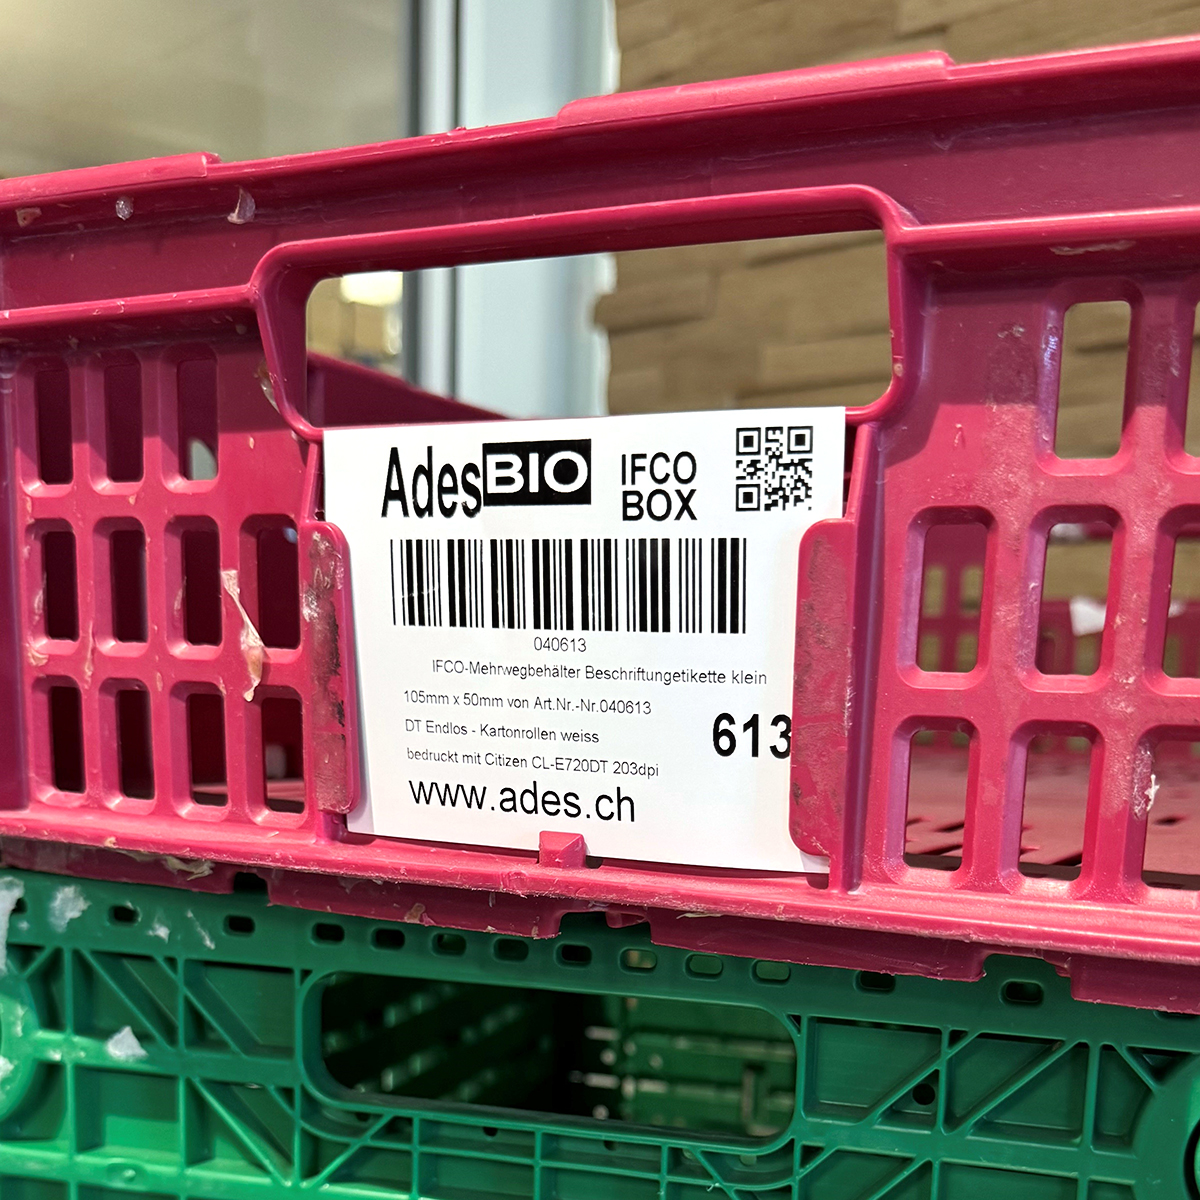 AdesBIO
IFCO
BOX
040613
IFCO-Mehrwegbehälter Beschriftungetikette klein
105mm x 50mm von Art.Nr.-Nr.040613
DT Endlos - Kartonrollen weiss
613
bedruckt mit Citizen CL-E720DT 203dpi
www.ades.ch